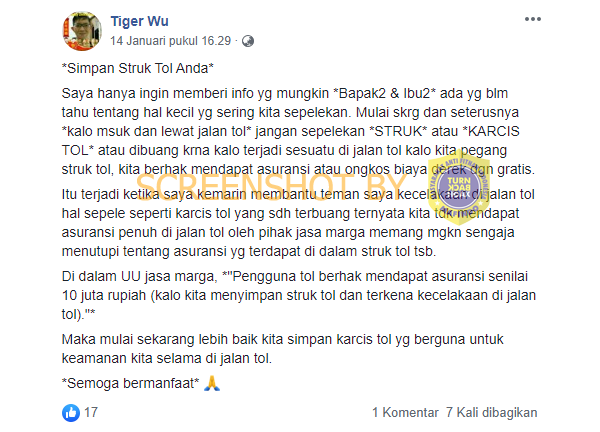 Tiger Wu
14 Januari pukul 16.29 ·
*Simpan Struk Tol Anda*
Saya hanya ingin memberi info yg mungkin *Bapak2 & Ibu2* ada yg blm
tahu tentang hal kecil yg sering kita sepelekan. Mulai skrg dan seterusnya
*kalo msuk dan lewat jalan tol* jangan sepelekan *STRUK* atau *KARCIS
TOL* atau dibuang krna kalo terjadi sesuatu di jalan tol kalo kita pegang
struk tol, kita berhak mendapat asuransi atau ongkos biaya derek dgn gratis.
Itu terjadi ketika saya kemarin membantu teman saya kecelakaan di jalan tol
hal sepele seperti karcis tol yang sdh terbuang ternyata kita tdk mendapat
asuransi penuh di jalan tol oleh pihak jasa marga memang mgkn sengaja
menutupi tentang asuransi yg terdapat di dalam struk tol tsb.
Di dalam UU jasa marga, *"Pengguna tol berhak mendapat asuransi senilai
10 juta rupiah (kalo kita menyimpan struk tol dan terkena kecelakaan di jalan
tol)."*
Maka mulai sekarang lebih baik kita simpan karcis tol yg berguna untuk
keamanan kita selama di jalan tol.
*Semoga bermanfaat* 🙏
17
1 Komentar 7 Kali dibagikan
SCREENSHOT BY
TURN
BACK
HOAX